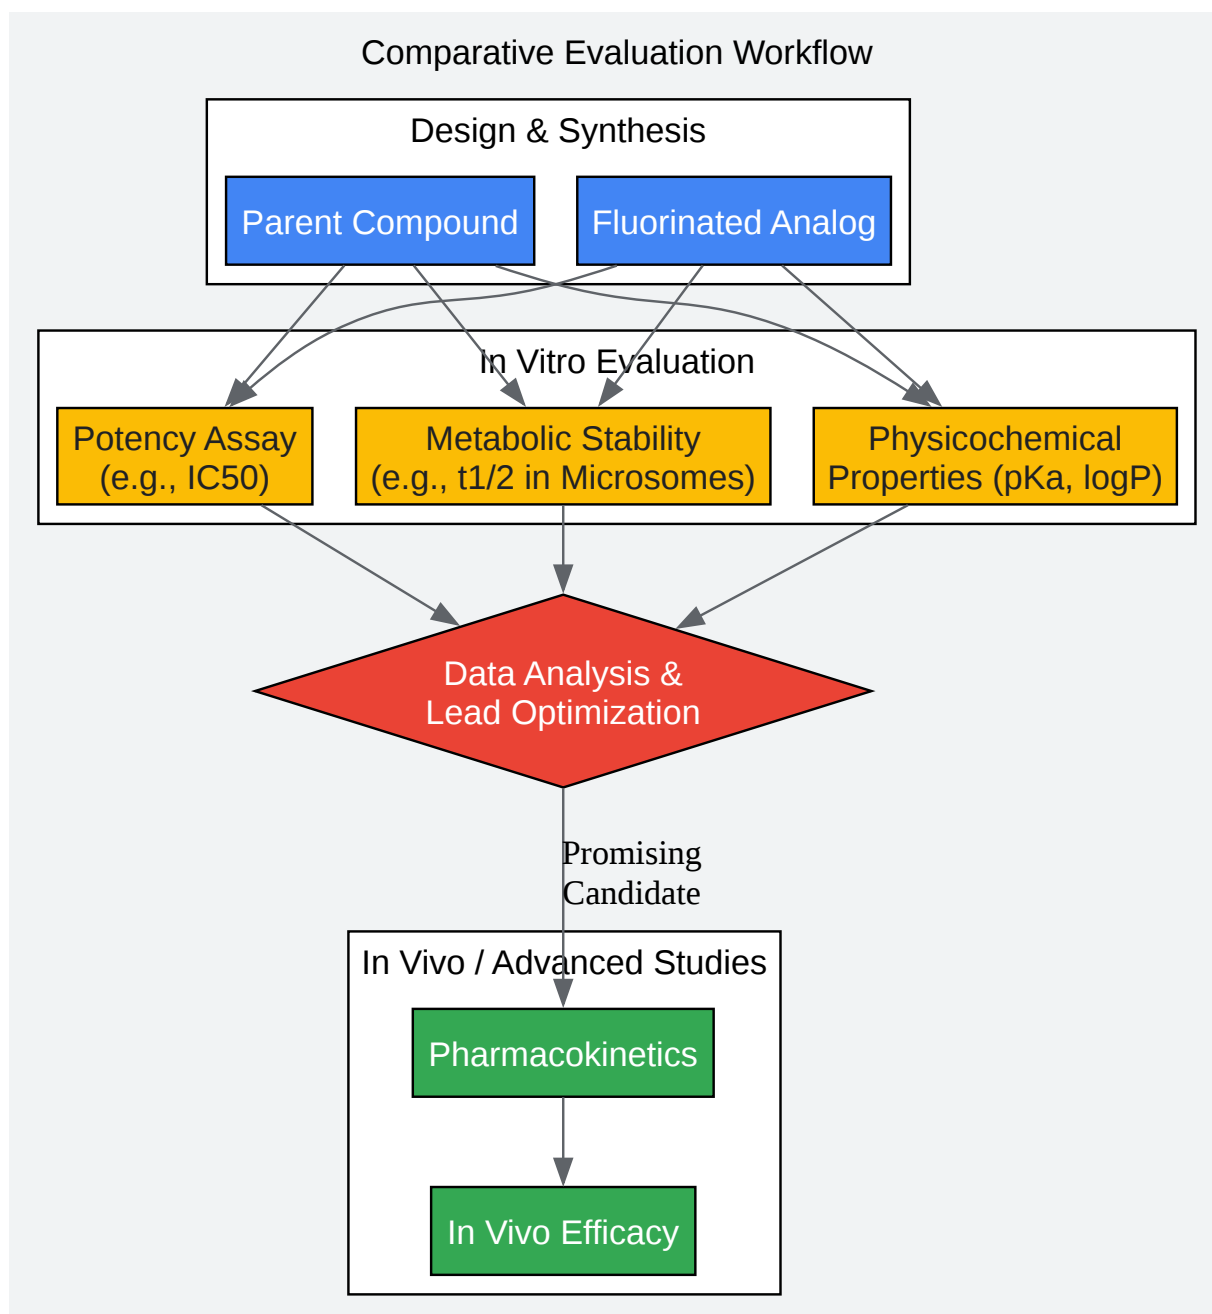 Comparative Evaluation Workflow
Design & Synthesis
Parent Compound
Fluorinated Analog
In Vitro Evaluation
Potency Assay
(e.g., IC50)
Metabolic Stability
(e.g., t1/2 in Microsomes)
Physicochemical
Properties (pKa, logP)
Data Analysis &
Lead Optimization
Promising
Candidate
In Vivo / Advanced Studies
Pharmacokinetics
In Vivo Efficacy